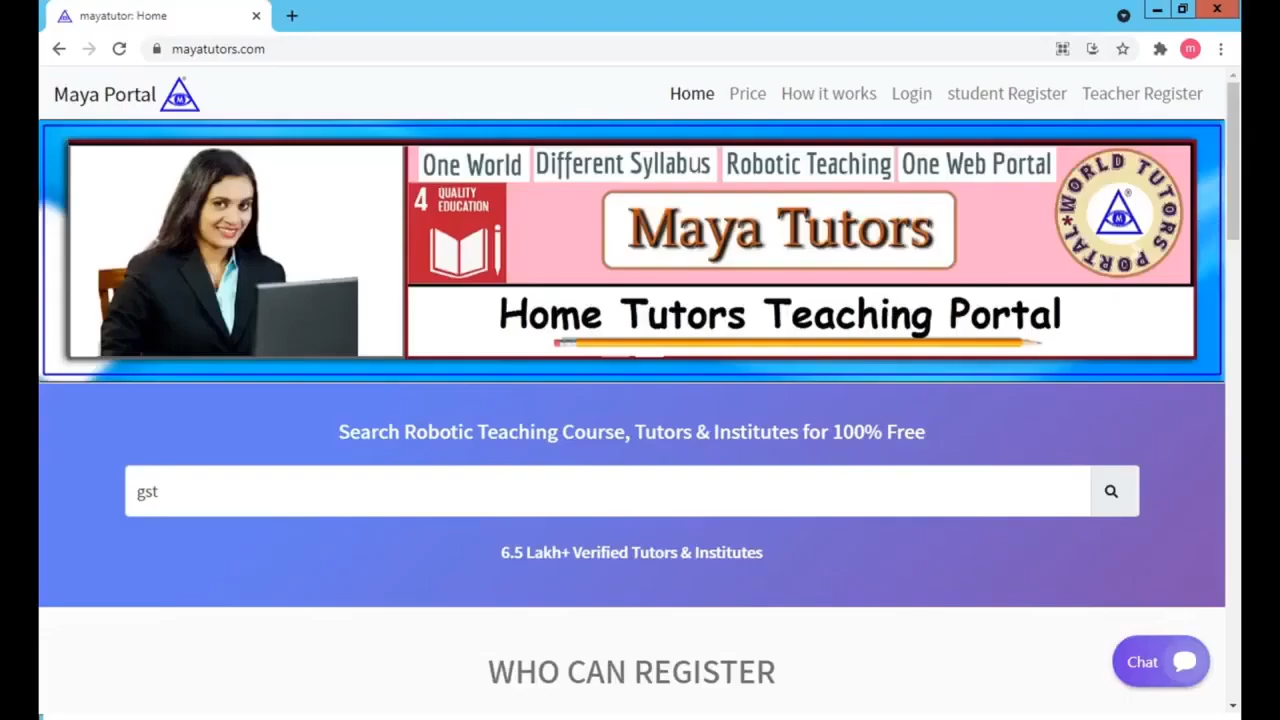 mayatutor: Home
mayatutors.com
m
Maya Portal
M
Home Price How it works Login student Register Teacher Register
One World Different Syllabus Robotic Teaching One Web Portal
4 QUALITY
EDUCATION
Maya Tutors
WORLD TUTORS PORTAL*
M
Home Tutors Teaching Portal
Search Robotic Teaching Course, Tutors & Institutes for 100% Free
gst
6.5 Lakh+ Verified Tutors & Institutes
WHO CAN REGISTER
Chat